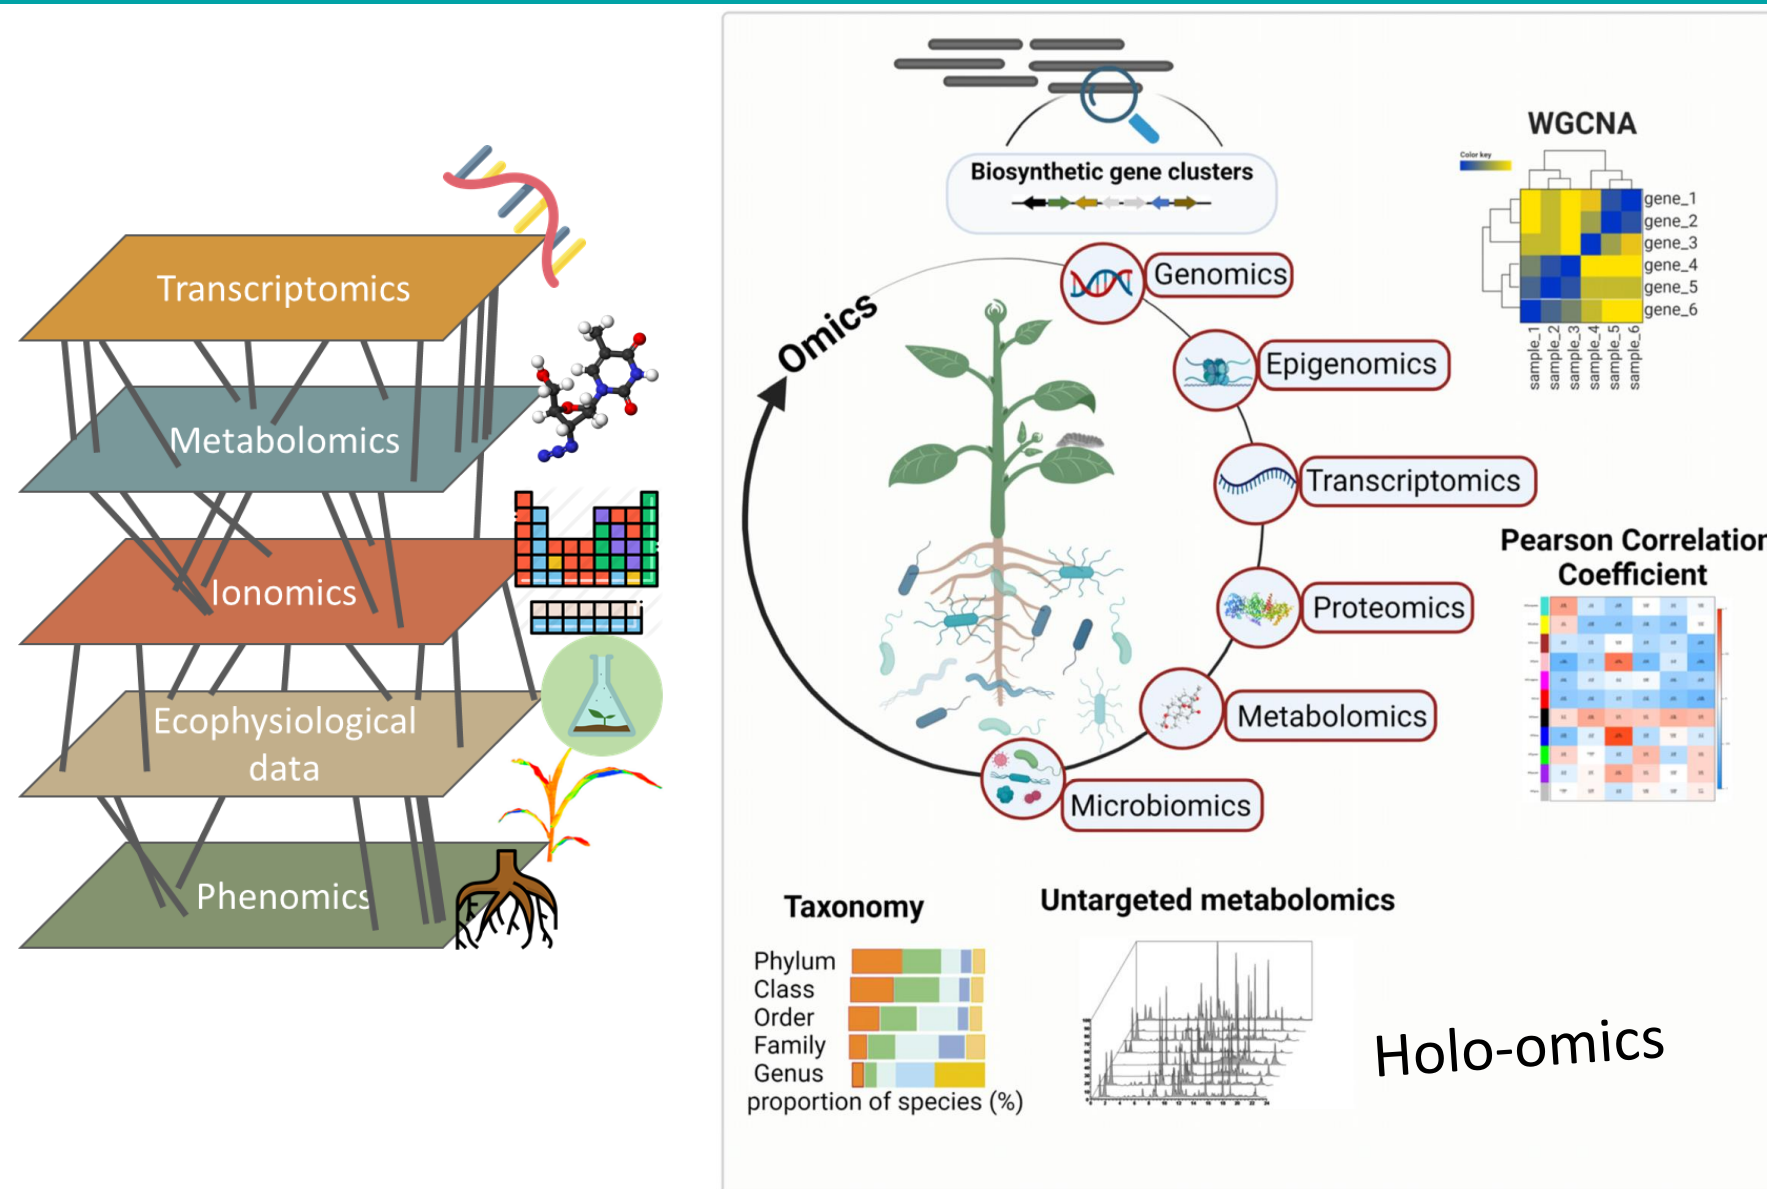 Transcriptomics
Metabolomics
Ionomics
Ecophysiological
data
Phenomics
Biosynthetic gene clusters
Omics
Genomics
Epigenomics
Transcriptomics
Proteomics
Metabolomics
Microbiomics
WGCNA
Color key
gene_1
gene_2
gene_3
gene_4
gene_5
gene_6
sample_1
sample_2
sample_3
sample_4
sample_5
sample_6
Pearson Correlation
Coefficient
Taxonomy
Phylum
Class
Order
Family
Genus
proportion of species (%)
Untargeted metabolomics
Holo-omics